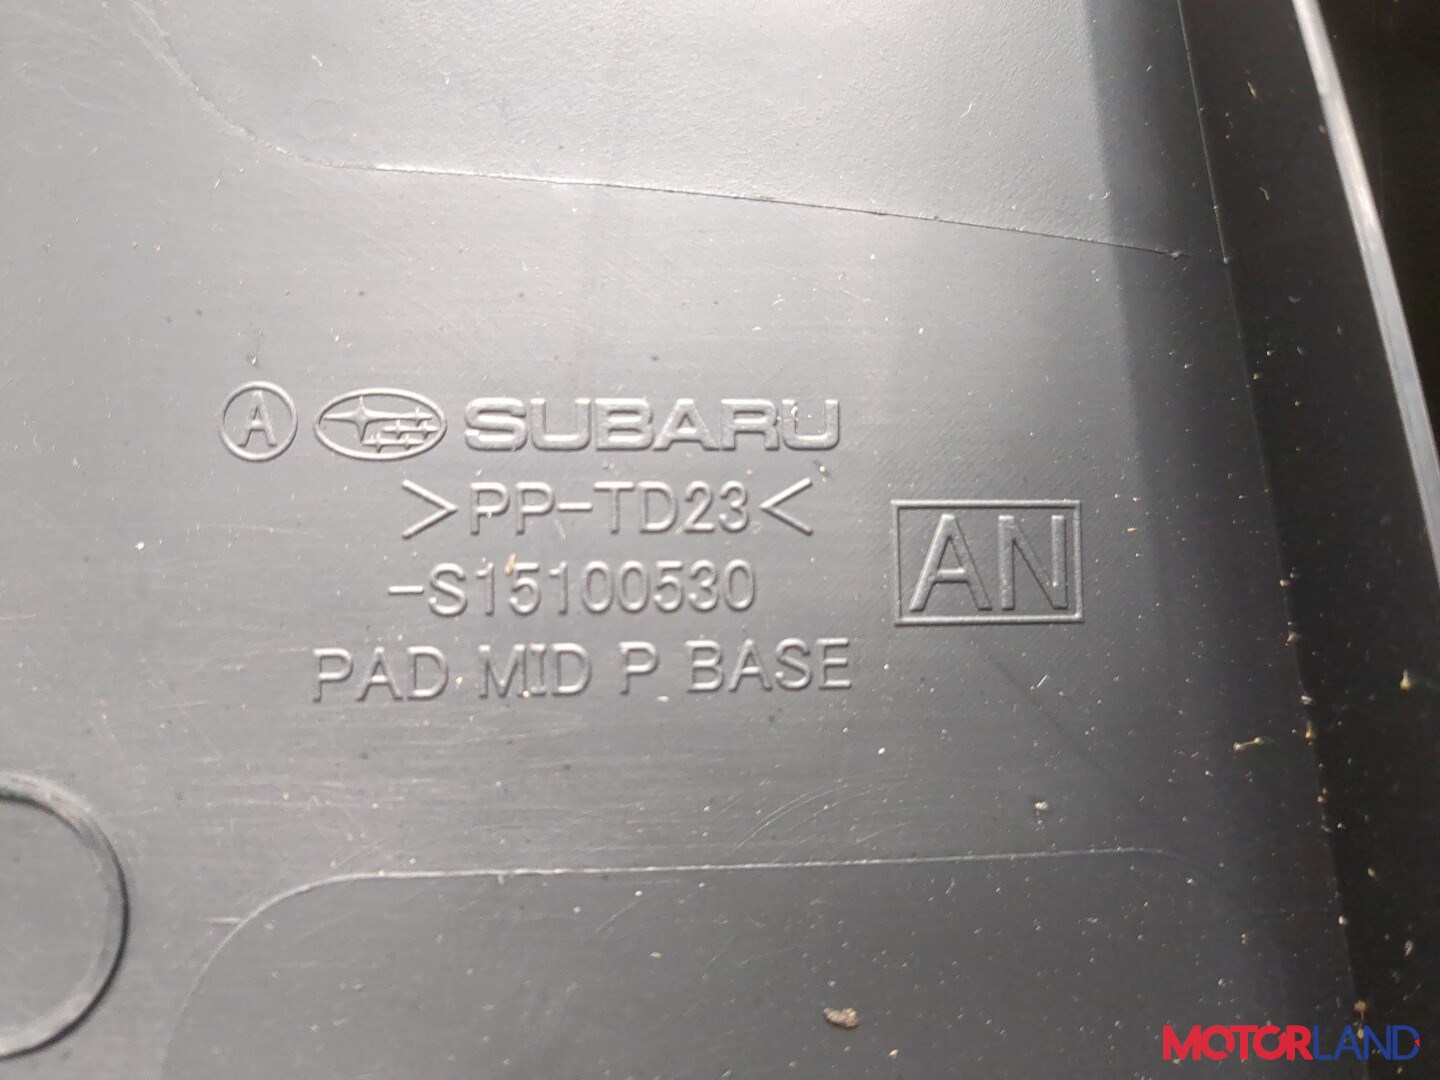 A SUBARU
>PP-TD23<
-S15100530
PAD MID P BASE
AN
MOTORLAND